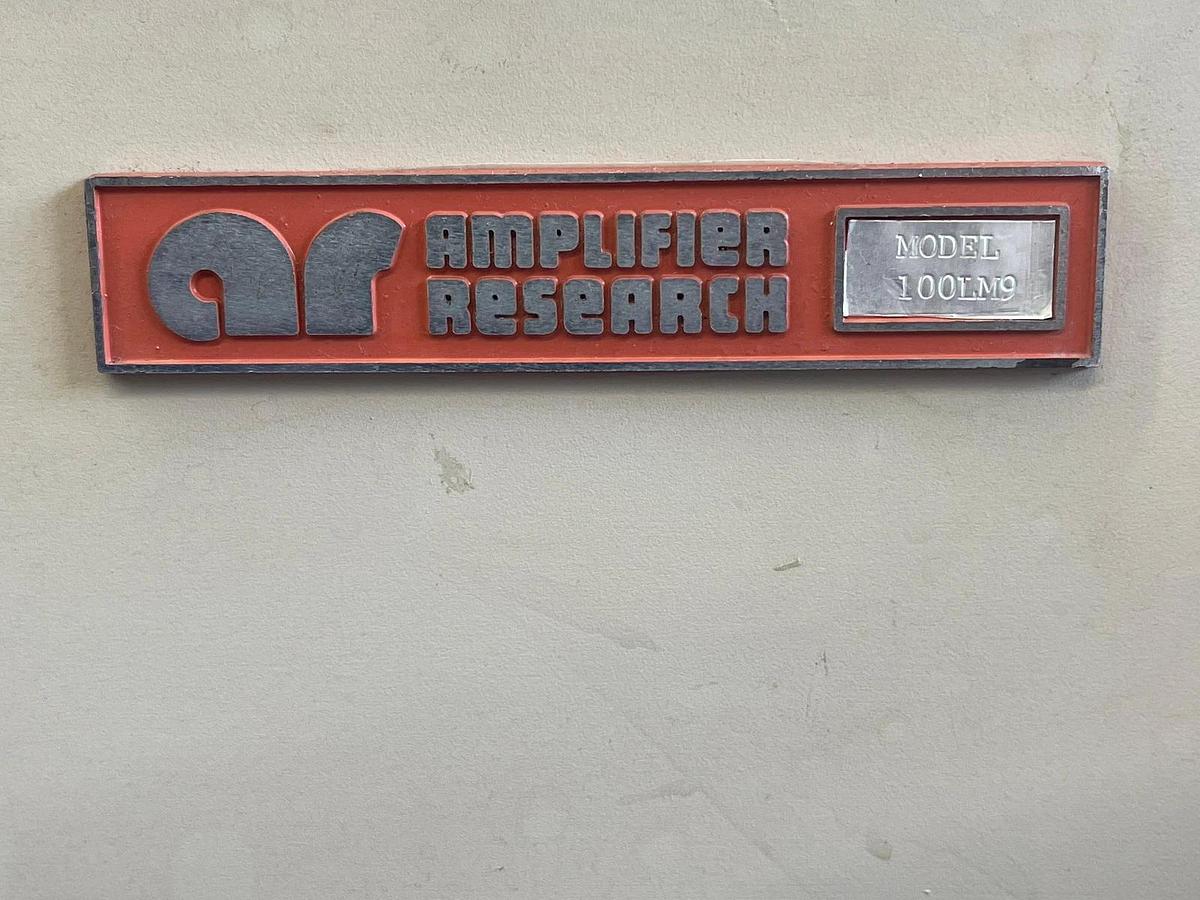 ar
AMPLIFIER
RESEARCH
MODEL
100LM9